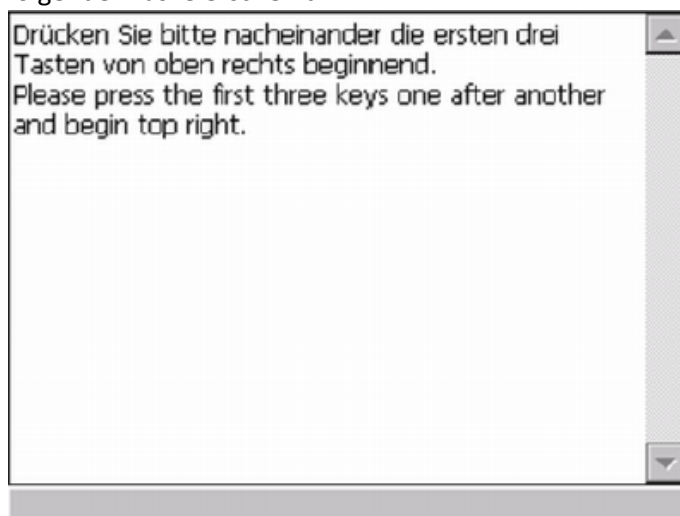 Drücken Sie bitte nacheinander die ersten drei
Tasten von oben rechts beginnend.
Please press the first three keys one after another
and begin top right.